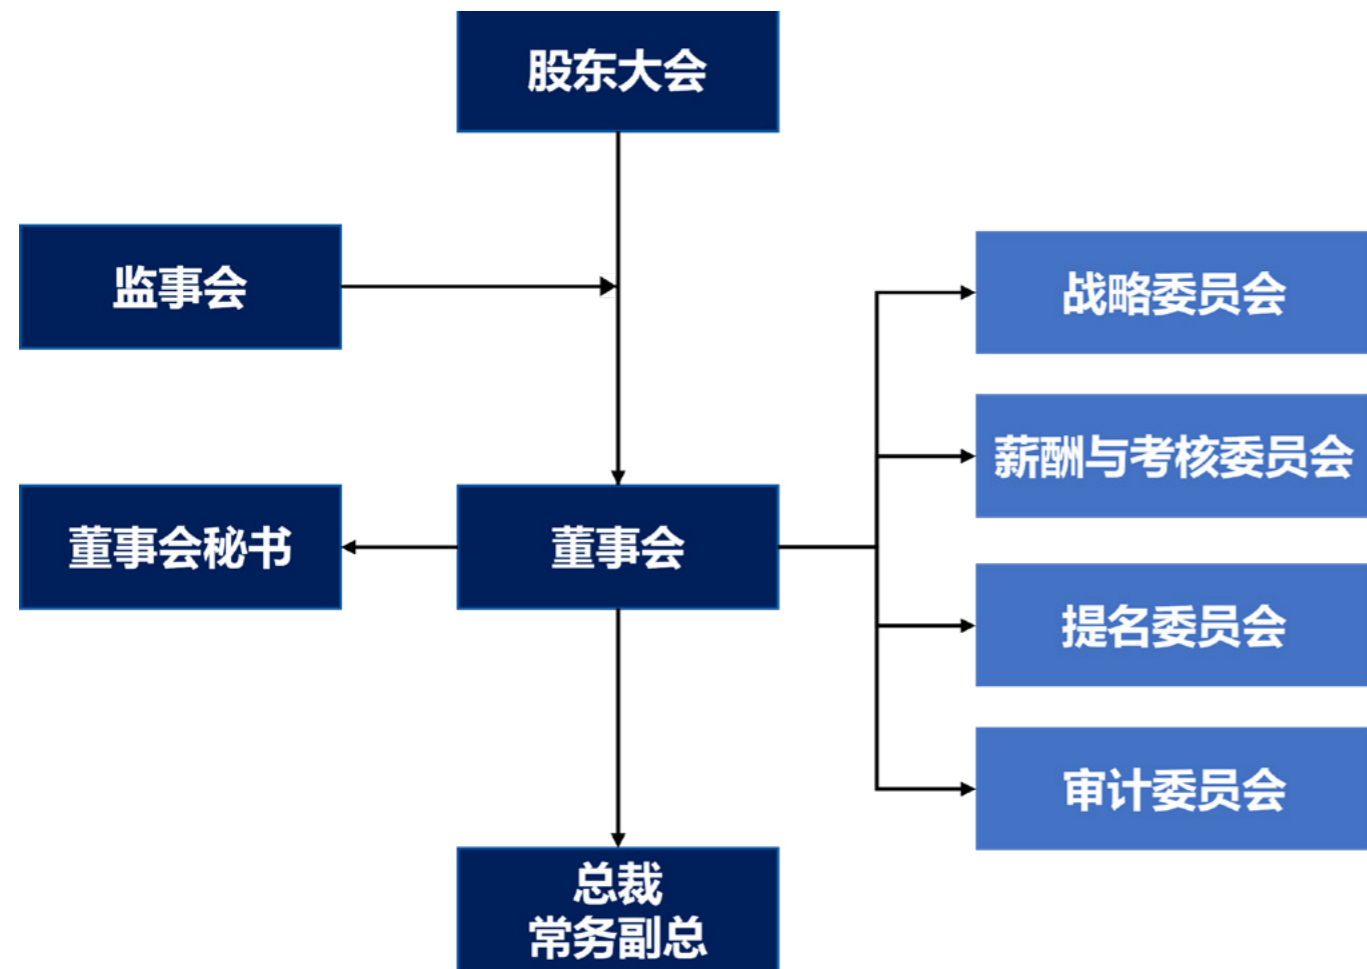 股东大会
监事会
战略委员会
薪酬与考核委员会
董事会秘书
董事会
提名委员会
审计委员会
总裁
常务副总